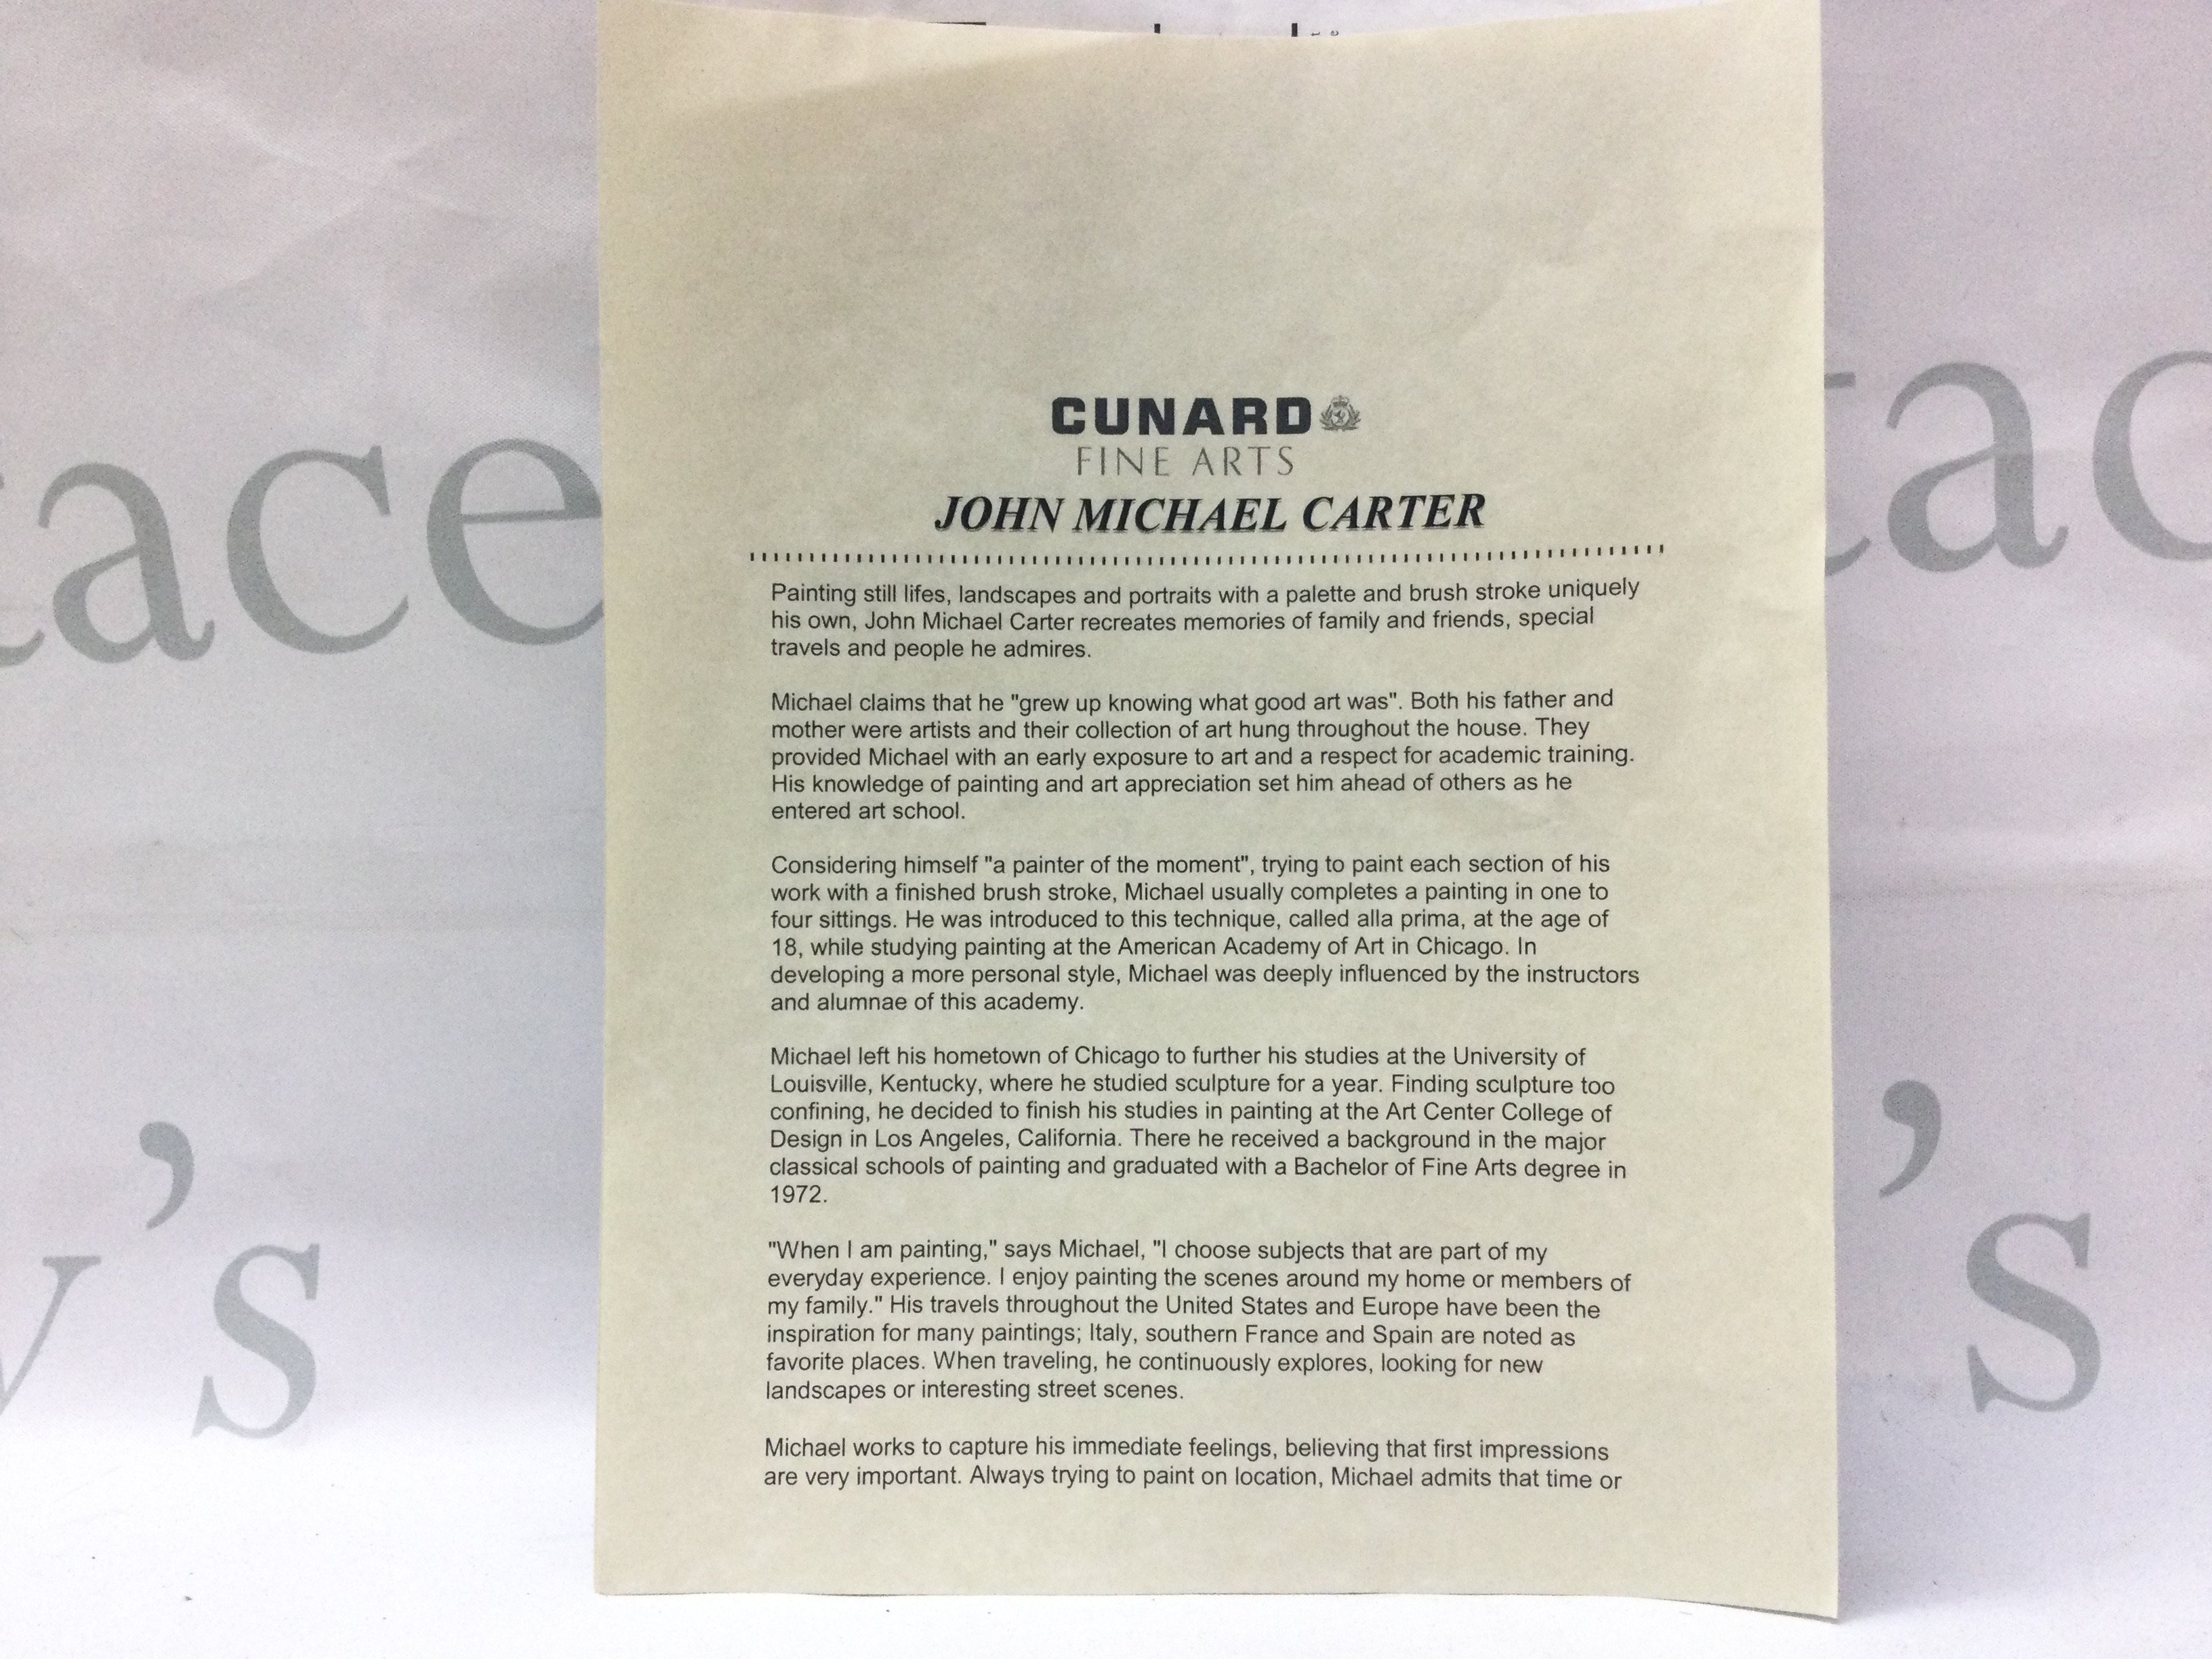 CUNARD
FINE ARTS
JOHN MICHAEL CARTER
Painting still lifes, landscapes and portraits with a palette and brush stroke uniquely
his own, John Michael Carter recreates memories of family and friends, special
travels and people he admires.
Michael claims that he "grew up knowing what good art was". Both his father and
mother were artists and their collection of art hung throughout the house. They
provided Michael with an early exposure to art and a respect for academic training.
His knowledge of painting and art appreciation set him ahead of others as he
entered art school.
Considering himself "a painter of the moment", trying to paint each section of his
work with a finished brush stroke, Michael usually completes a painting in one to
four sittings. He was introduced to this technique, called alla prima, at the age of
18, while studying painting at the American Academy of Art in Chicago. In
developing a more personal style, Michael was deeply influenced by the instructors
and alumnae of this academy.
Michael left his hometown of Chicago to further his studies at the University of
Louisville, Kentucky, where he studied sculpture for a year. Finding sculpture too
confining, he decided to finish his studies in painting at the Art Center College of
Design in Los Angeles, California. There he received a background in the major
classical schools of painting and graduated with a Bachelor of Fine Arts degree in
1972.
"When I am painting," says Michael, "I choose subjects that are part of my
everyday experience. I enjoy painting the scenes around my home or members of
my family." His travels throughout the United States and Europe have been the
inspiration for many paintings; Italy, southern France and Spain are noted as
favorite places. When traveling, he continuously explores, looking for new
landscapes or interesting street scenes.
Michael works to capture his immediate feelings, believing that first impressions
are very important. Always trying to paint on location, Michael admits that time or
tace
tac
’
’
v's
s